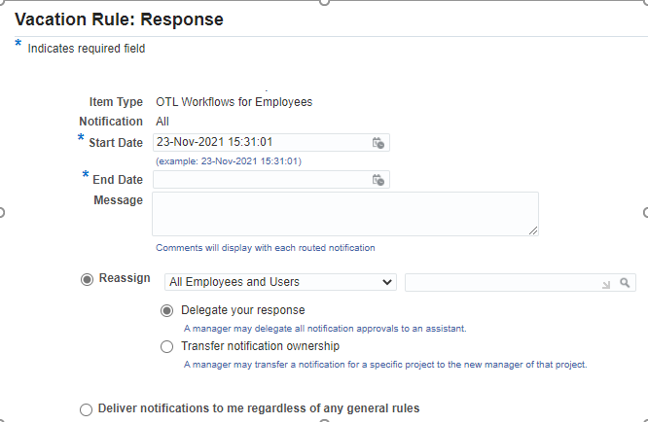 Vacation Rule: Response
* Indicates required field
Item Type OTL Workflows for Employees
Notification All
* Start Date 23-Nov-2021 15:31:01
(example: 23-Nov-2021 15:31:01)
* End Date
Message
Comments will display with each routed notification
Reassign All Employees and Users
Delegate your response
A manager may delegate all notification approvals to an assistant.
Transfer notification ownership
A manager may transfer a notification for a specific project to the new manager of that project.
Deliver notifications to me regardless of any general rules